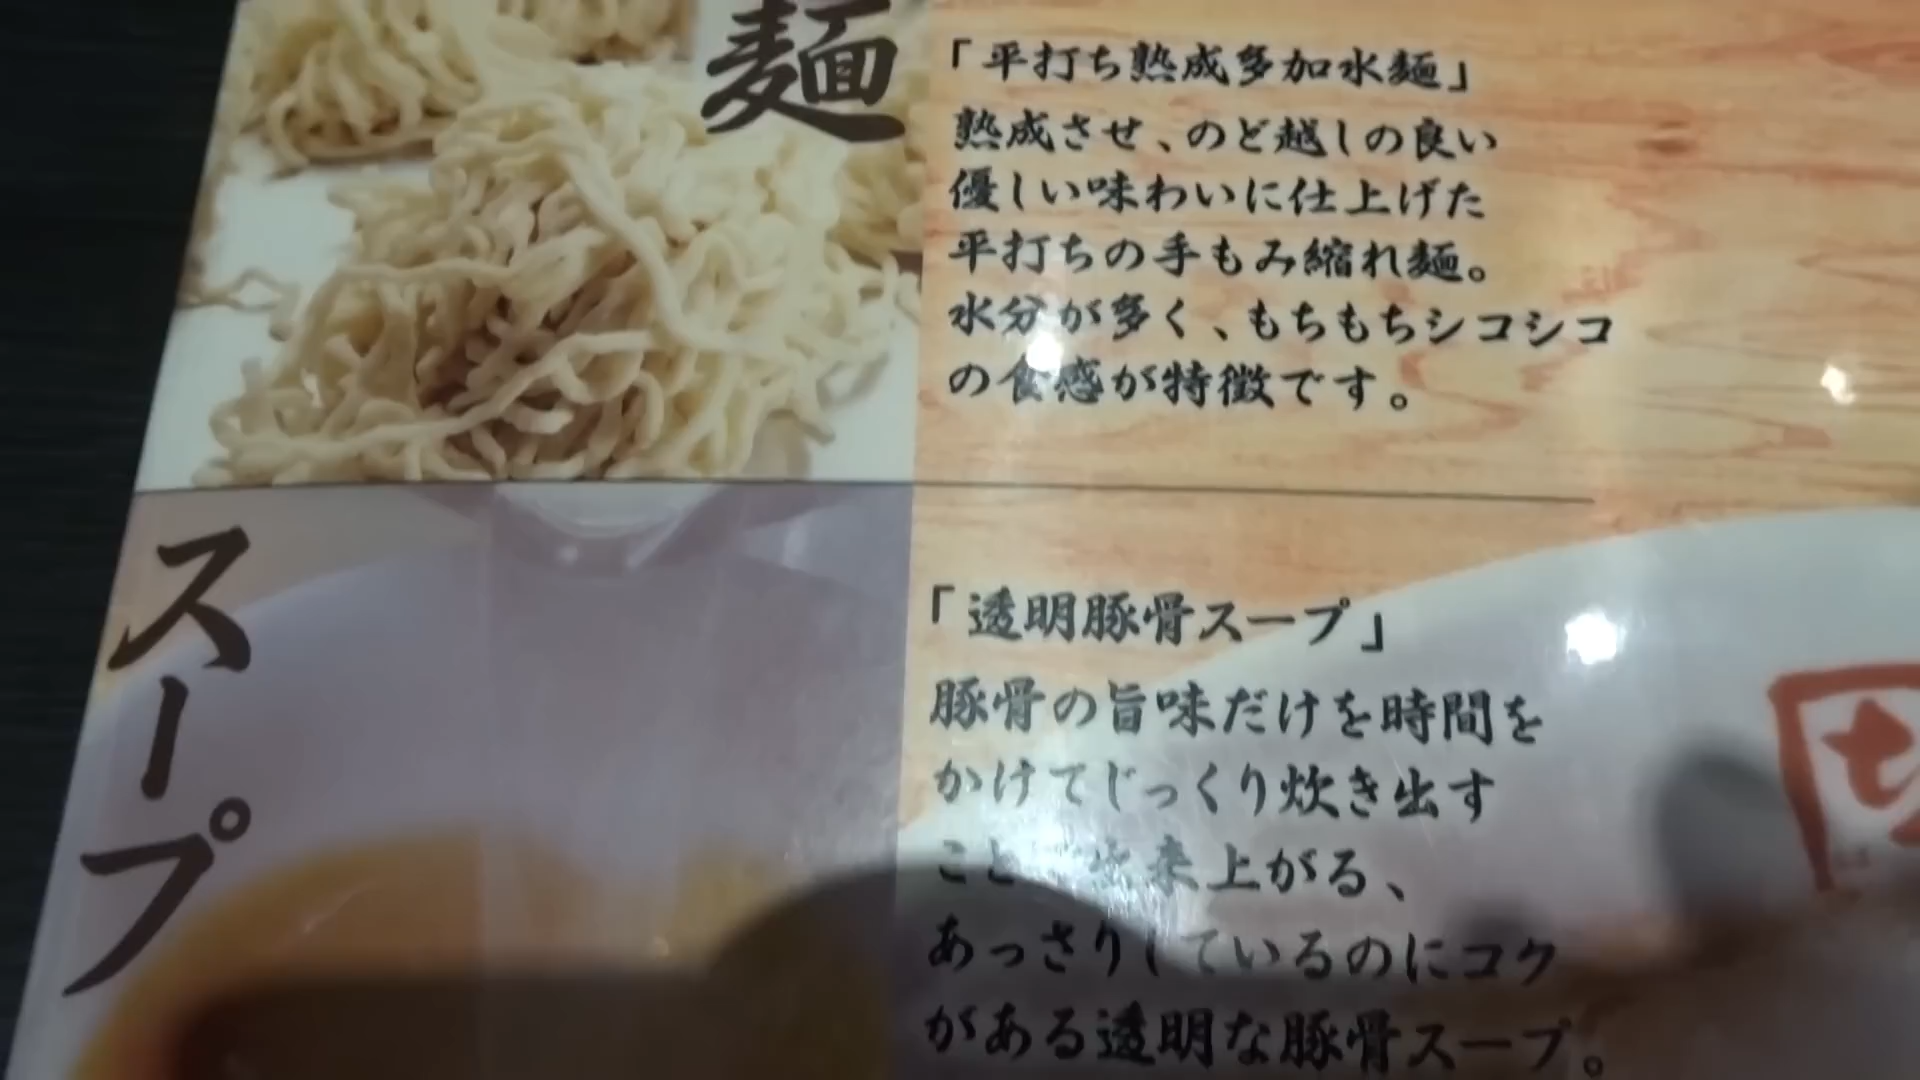 麺
「平打ち熟成多加水麺」
熟成させ、のど越しの良い
優しい味わいに仕上げた
平打ちの手もみ縮れ麺。
水分が多く、もちもちシコシコ
の食感が特徴です。
スープ
「透明豚骨スープ」
豚骨の旨味だけを時間を
かけてじっくり炊き出す
こと 出来上がる、
あっさりしているのにコク
がある透明な豚骨スープ。